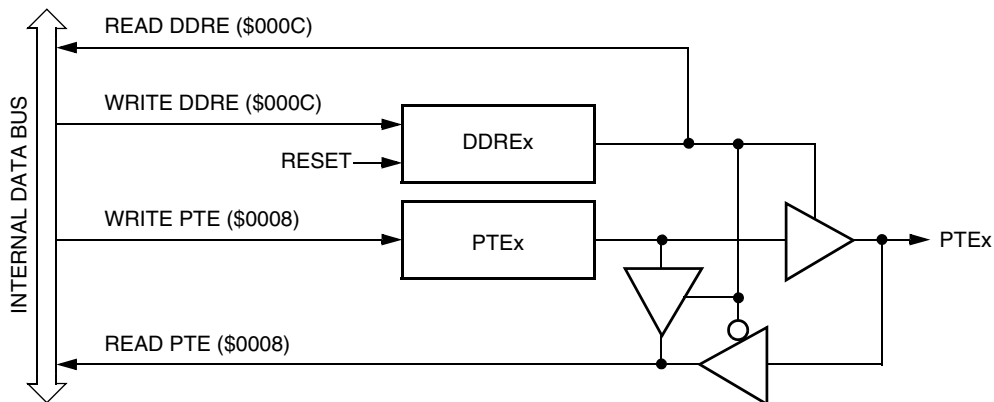 READ DDRE ($000C)
WRITE DDRE ($000C)
DDREx
RESET
WRITE PTE ($0008)
PTEx
PTEx
READ PTE ($0008)
INTERNAL DATA BUS